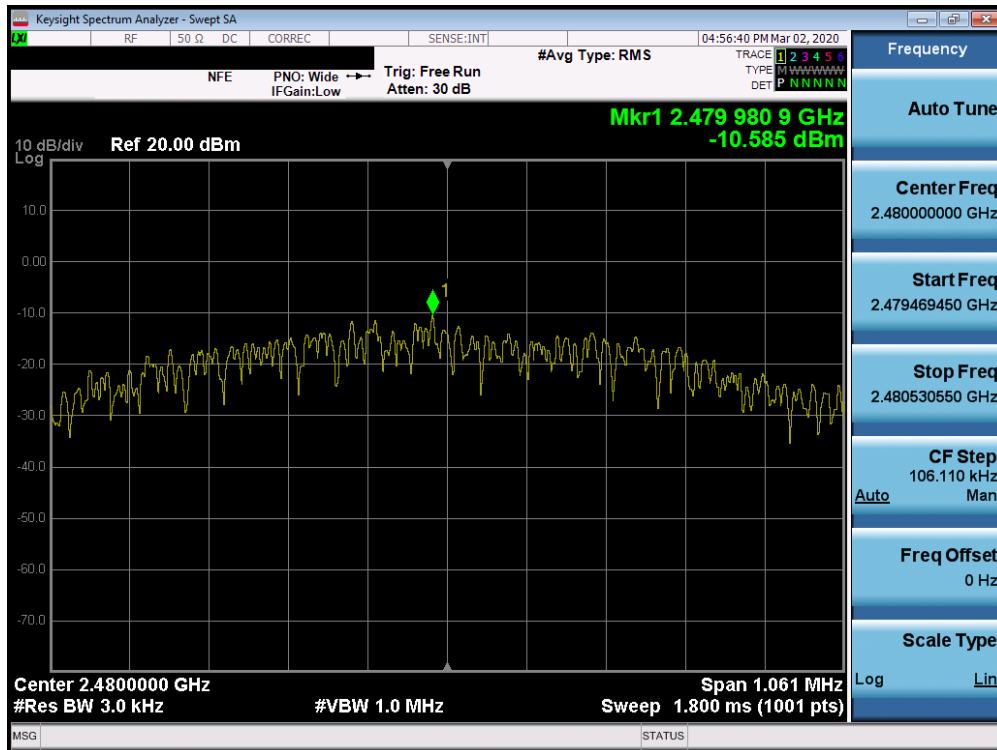 Keysight Spectrum Analyzer - Swept SA
LXI RF 50 Ω DC CORREC SENSE:INT 04:56:40 PM Mar 02, 2020
NFE PNO: Wide Trig: Free Run #Avg Type: RMS TRACE 1 2 3 4 5 6
IFGain:Low Atten: 30 dB TYPE M WWWWW
DET P N N N N N
Mkr1 2.479 980 9 GHz
-10.585 dBm
10 dB/div Ref 20.00 dBm
Log
10.0
0.00
1
-10.0
-20.0
-30.0
-40.0
-50.0
-60.0
-70.0
Center 2.4800000 GHz Span 1.061 MHz
#Res BW 3.0 kHz #VBW 1.0 MHz Sweep 1.800 ms (1001 pts)
MSG STATUS
Frequency
Auto Tune
Center Freq
2.480000000 GHz
Start Freq
2.479469450 GHz
Stop Freq
2.480530550 GHz
CF Step
106.110 kHz
Auto Man
Freq Offset
0 Hz
Scale Type
Log Lin